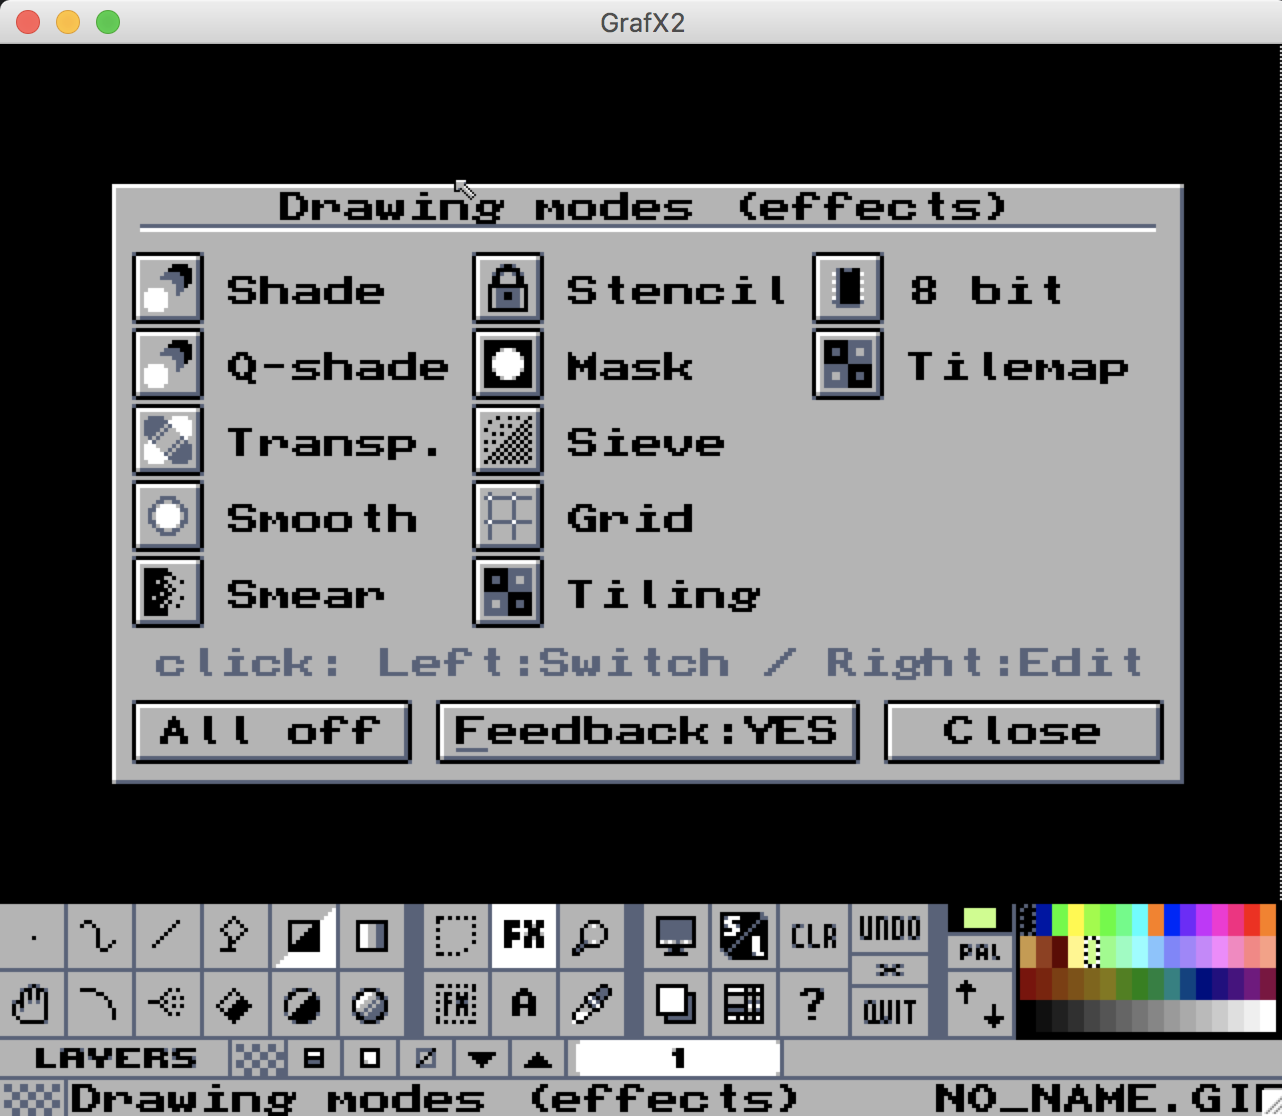 GrafX2
Drawing modes (effects)
Shade Stencil 8 bit
Q-shade Mask Tilemap
Transp. Sieve
Smooth Grid
Smear Tiling
click: Left:Switch / Right:Edit
All off Feedback:YES Close
FX S/L CLR UNDO PAL
FX A ? QUIT
LAYERS 1
Drawing modes (effects) NO_NAME.GIF